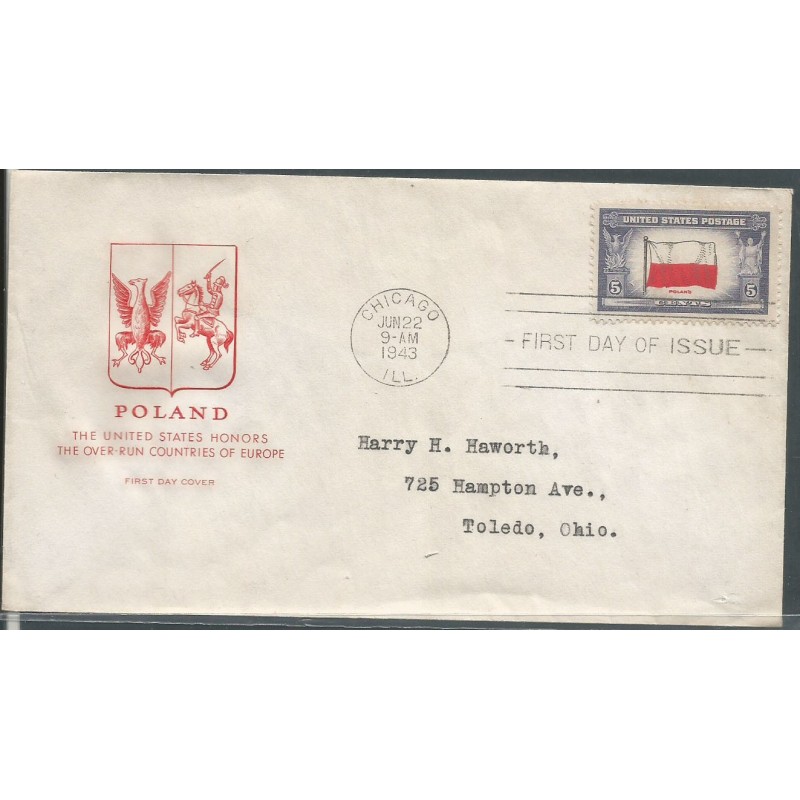 UNITED STATES POSTAGE
5 5
POLAND
CHICAGO
JUN 22
9-AM
1943
ILL.
FIRST DAY OF ISSUE
POLAND
THE UNITED STATES HONORS
THE OVER-RUN COUNTRIES OF EUROPE
FIRST DAY COVER
Harry H. Haworth,
725 Hampton Ave.,
Toledo, Ohio.